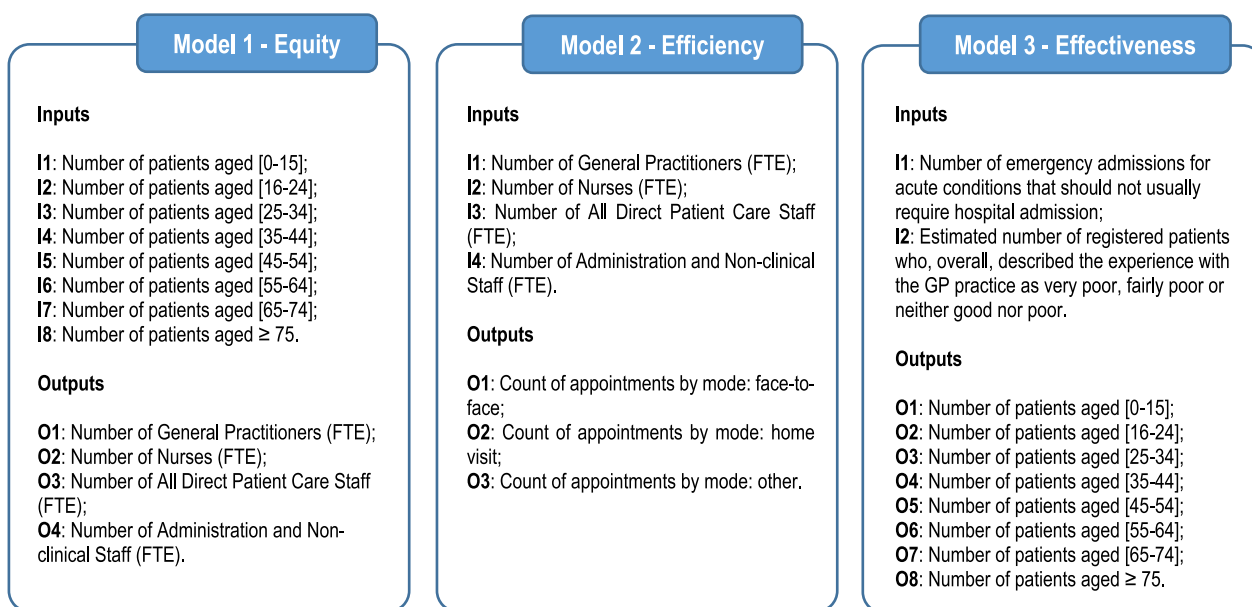 Model 1 - Equity
Inputs
I1: Number of patients aged [0-15];
I2: Number of patients aged [16-24];
I3: Number of patients aged [25-34];
I4: Number of patients aged [35-44];
I5: Number of patients aged [45-54];
I6: Number of patients aged [55-64];
I7: Number of patients aged [65-74];
I8: Number of patients aged ≥ 75.
Outputs
O1: Number of General Practitioners (FTE);
O2: Number of Nurses (FTE);
O3: Number of All Direct Patient Care Staff
(FTE);
O4: Number of Administration and Non-
clinical Staff (FTE).
Model 2 - Efficiency
Inputs
I1: Number of General Practitioners (FTE);
I2: Number of Nurses (FTE);
I3: Number of All Direct Patient Care Staff
(FTE);
I4: Number of Administration and Non-clinical
Staff (FTE).
Outputs
O1: Count of appointments by mode: face-to-
face;
O2: Count of appointments by mode: home
visit;
O3: Count of appointments by mode: other.
Model 3 - Effectiveness
Inputs
I1: Number of emergency admissions for
acute conditions that should not usually
require hospital admission;
I2: Estimated number of registered patients
who, overall, described the experience with
the GP practice as very poor, fairly poor or
neither good nor poor.
Outputs
O1: Number of patients aged [0-15];
O2: Number of patients aged [16-24];
O3: Number of patients aged [25-34];
O4: Number of patients aged [35-44];
O5: Number of patients aged [45-54];
O6: Number of patients aged [55-64];
O7: Number of patients aged [65-74];
O8: Number of patients aged ≥ 75.